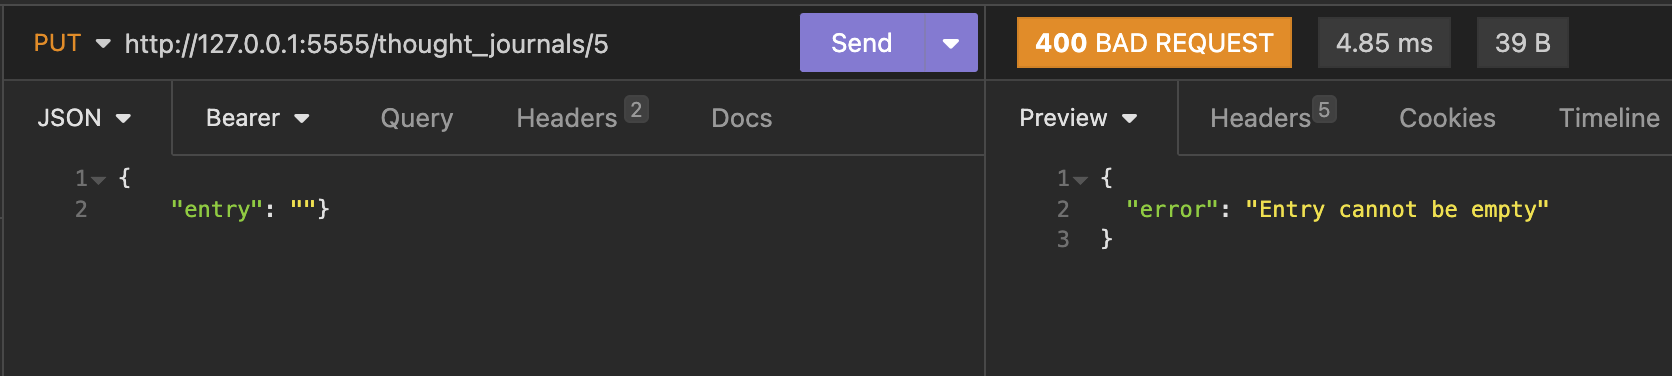 PUT http://127.0.0.1:5555/thought_journals/5 Send 400 BAD REQUEST 4.85 ms 39 B
JSON Bearer Query Headers 2 Docs Preview Headers 5 Cookies Timeline
1 {
2 "entry": ""}
1 {
2 "error": "Entry cannot be empty"
3 }